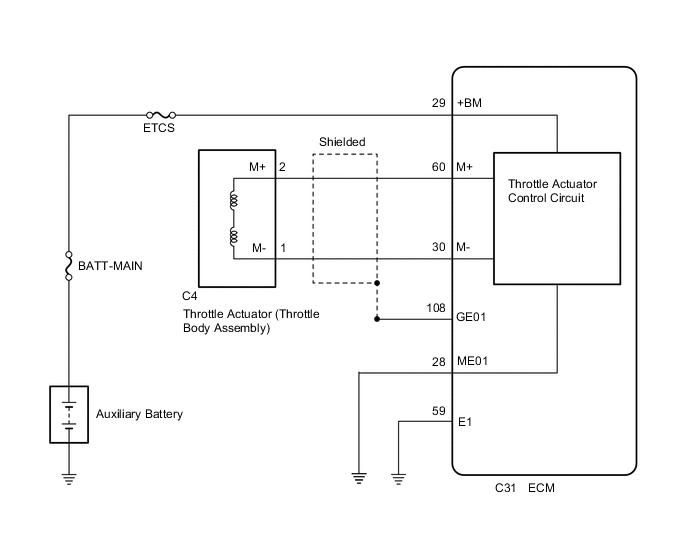 29 +BM
ETCS
Shielded
M+ 2
60 M+
Throttle Actuator
Control Circuit
M- 1
30 M-
BATT-MAIN
C4
Throttle Actuator (Throttle
Body Assembly)
108 GE01
28 ME01
Auxiliary Battery
59 E1
C31 ECM